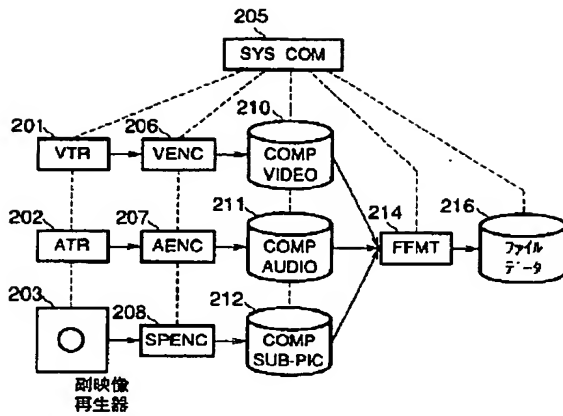 205
SYS COM
201
VTR
206
VENC
210
COMP
VIDEO
202
ATR
207
AENC
211
COMP
AUDIO
214
FFMT
216
ファイル
データ
203
208
SPENC
212
COMP
SUB-PIC
副映像
再生器